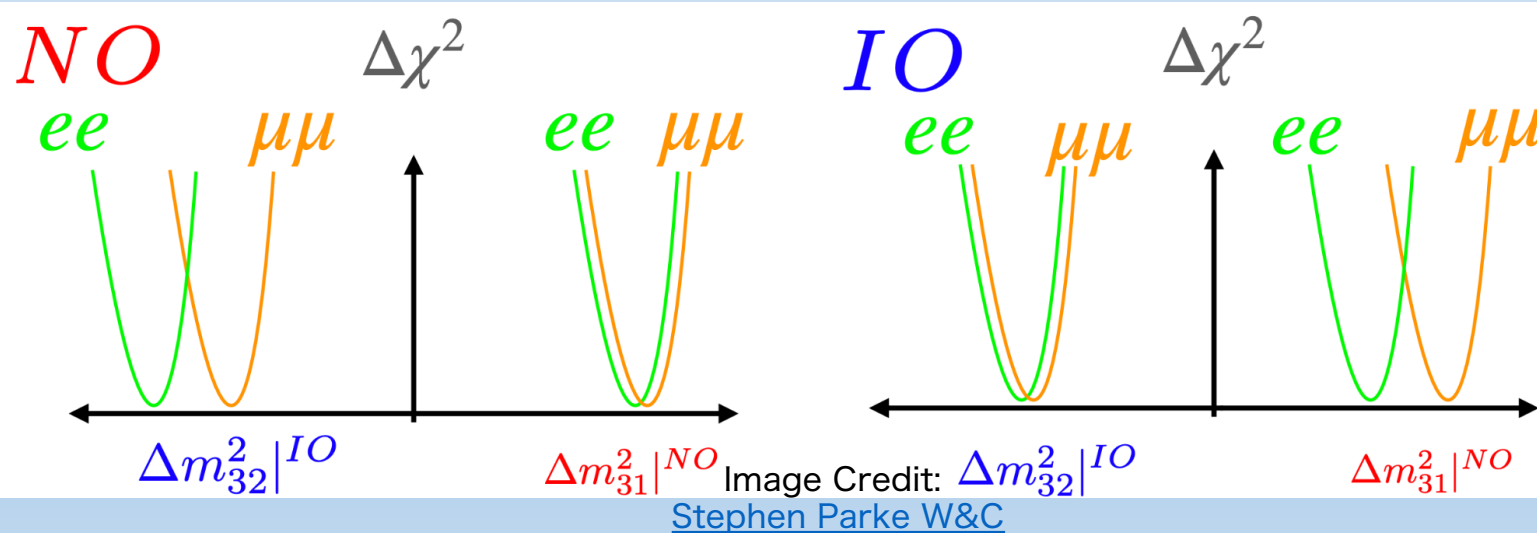 NO Δχ² IO Δχ²
ee μμ ee μμ ee μμ ee μμ
Δm²₃₂|ᴵᴼ Δm²₃₁|ᴺᴼ Image Credit: Δm²₃₂|ᴵᴼ Δm²₃₁|ᴺᴼ
Stephen Parke W&C